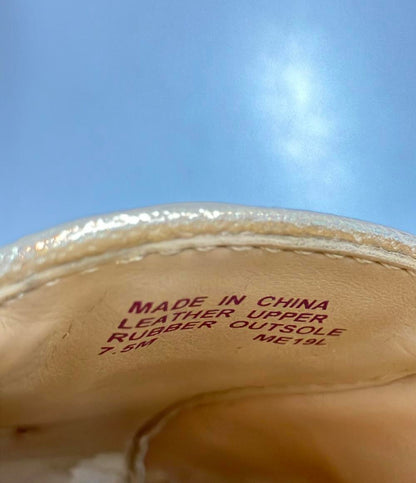 MADE IN CHINA
LEATHER UPPER
RUBBER OUTSOLE
7.5M ME19L